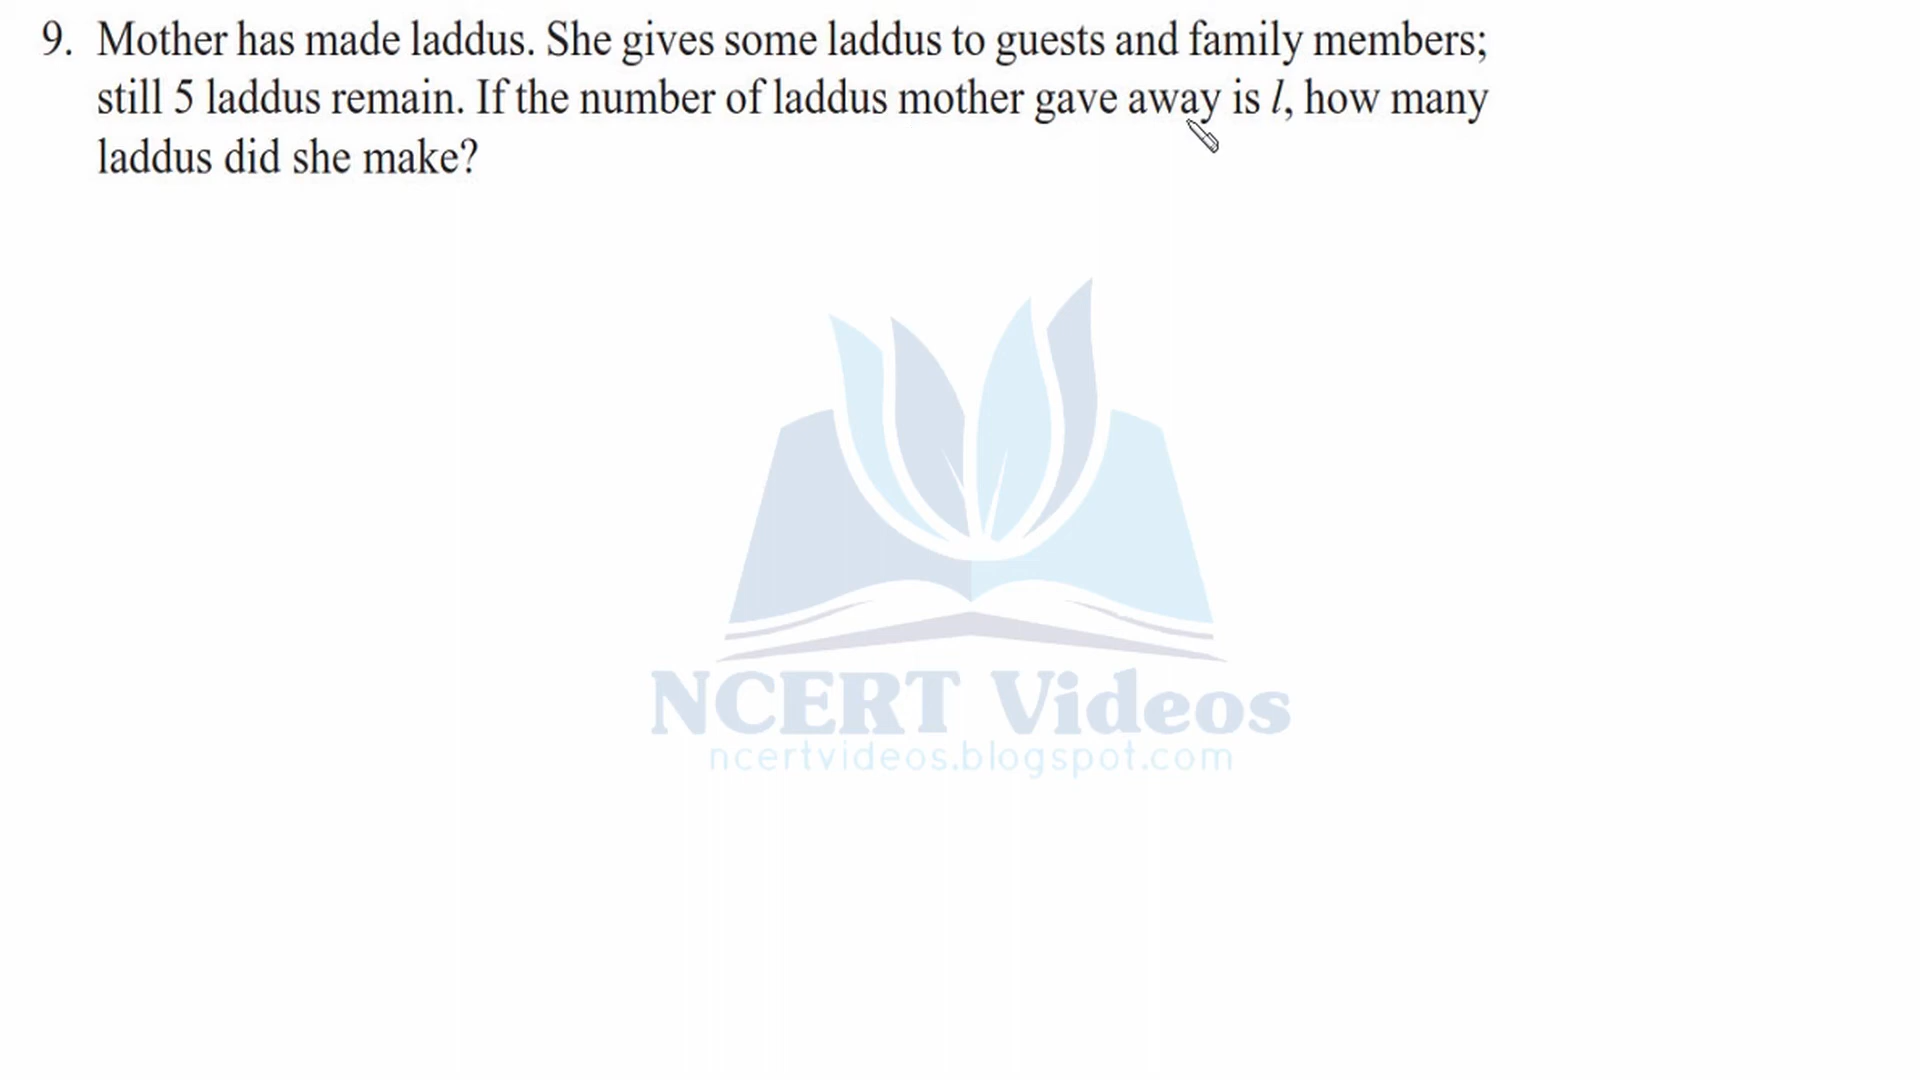 9. Mother has made laddus. She gives some laddus to guests and family members;
still 5 laddus remain. If the number of laddus mother gave away is l, how many
laddus did she make?
NCERT Videos
ncertvideos.blogspot.com